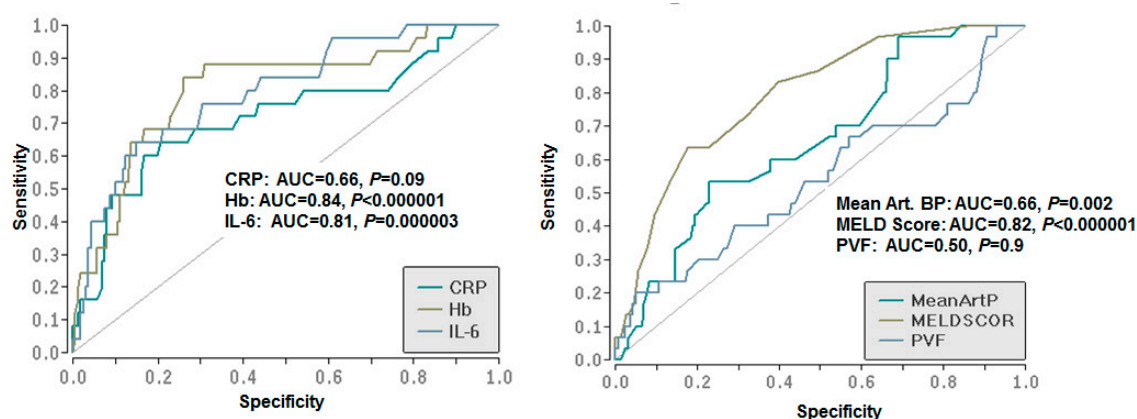 1.0
0.9
0.8
0.7
0.6
0.5
0.4
0.3
0.2
0.1
0.0
Sensitivity
0.0 0.2 0.4 0.6 0.8 1.0
Specificity
CRP: AUC=0.66, P=0.09
Hb: AUC=0.84, P<0.000001
IL-6: AUC=0.81, P=0.000003
CRP
Hb
IL-6
1.0
0.9
0.8
0.7
0.6
0.5
0.4
0.3
0.2
0.1
0.0
Sensitivity
0.0 0.2 0.4 0.6 0.8 1.0
Specificity
Mean Art. BP: AUC=0.66, P=0.002
MELD Score: AUC=0.82, P<0.000001
PVF: AUC=0.50, P=0.9
MeanArtP
MELDSCOR
PVF